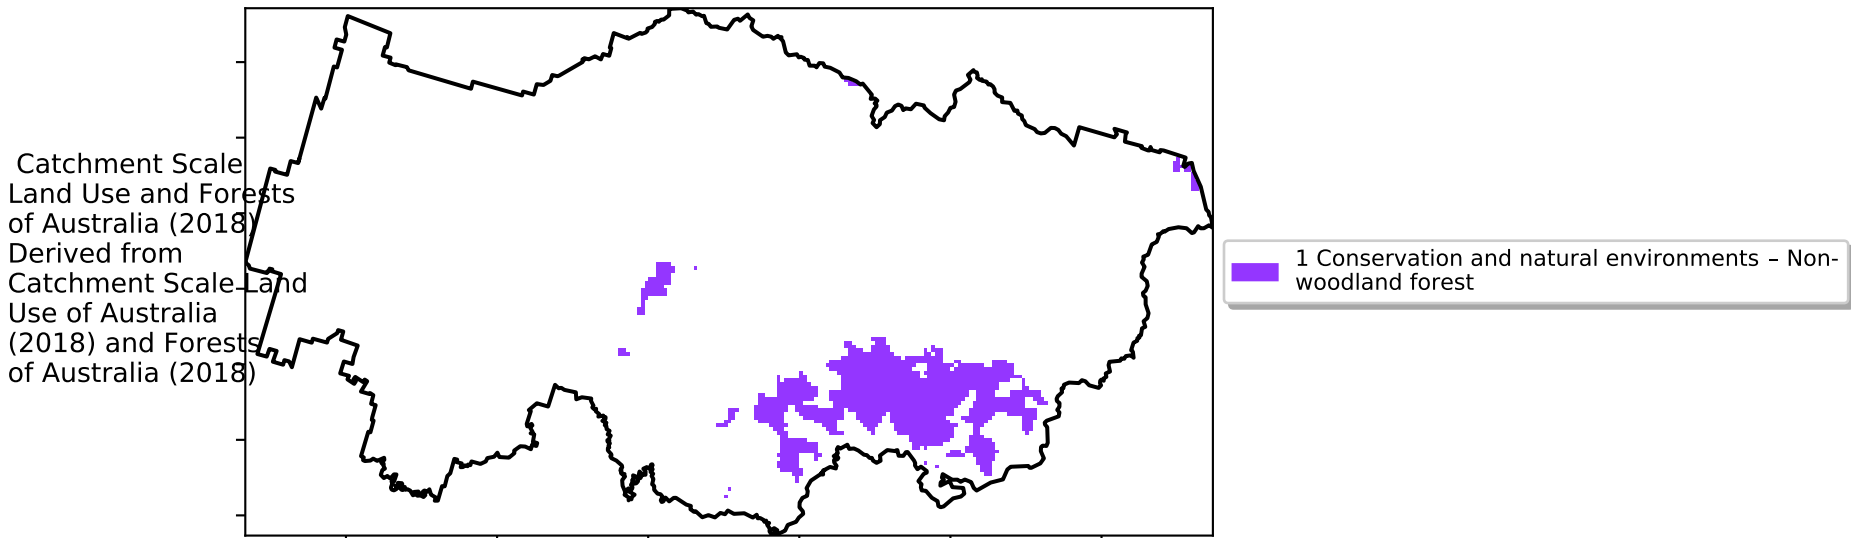 Catchment Scale
Land Use and Forests
of Australia (2018)
Derived from
Catchment Scale Land
Use of Australia
(2018) and Forests
of Australia (2018)
1 Conservation and natural environments – Non-
woodland forest